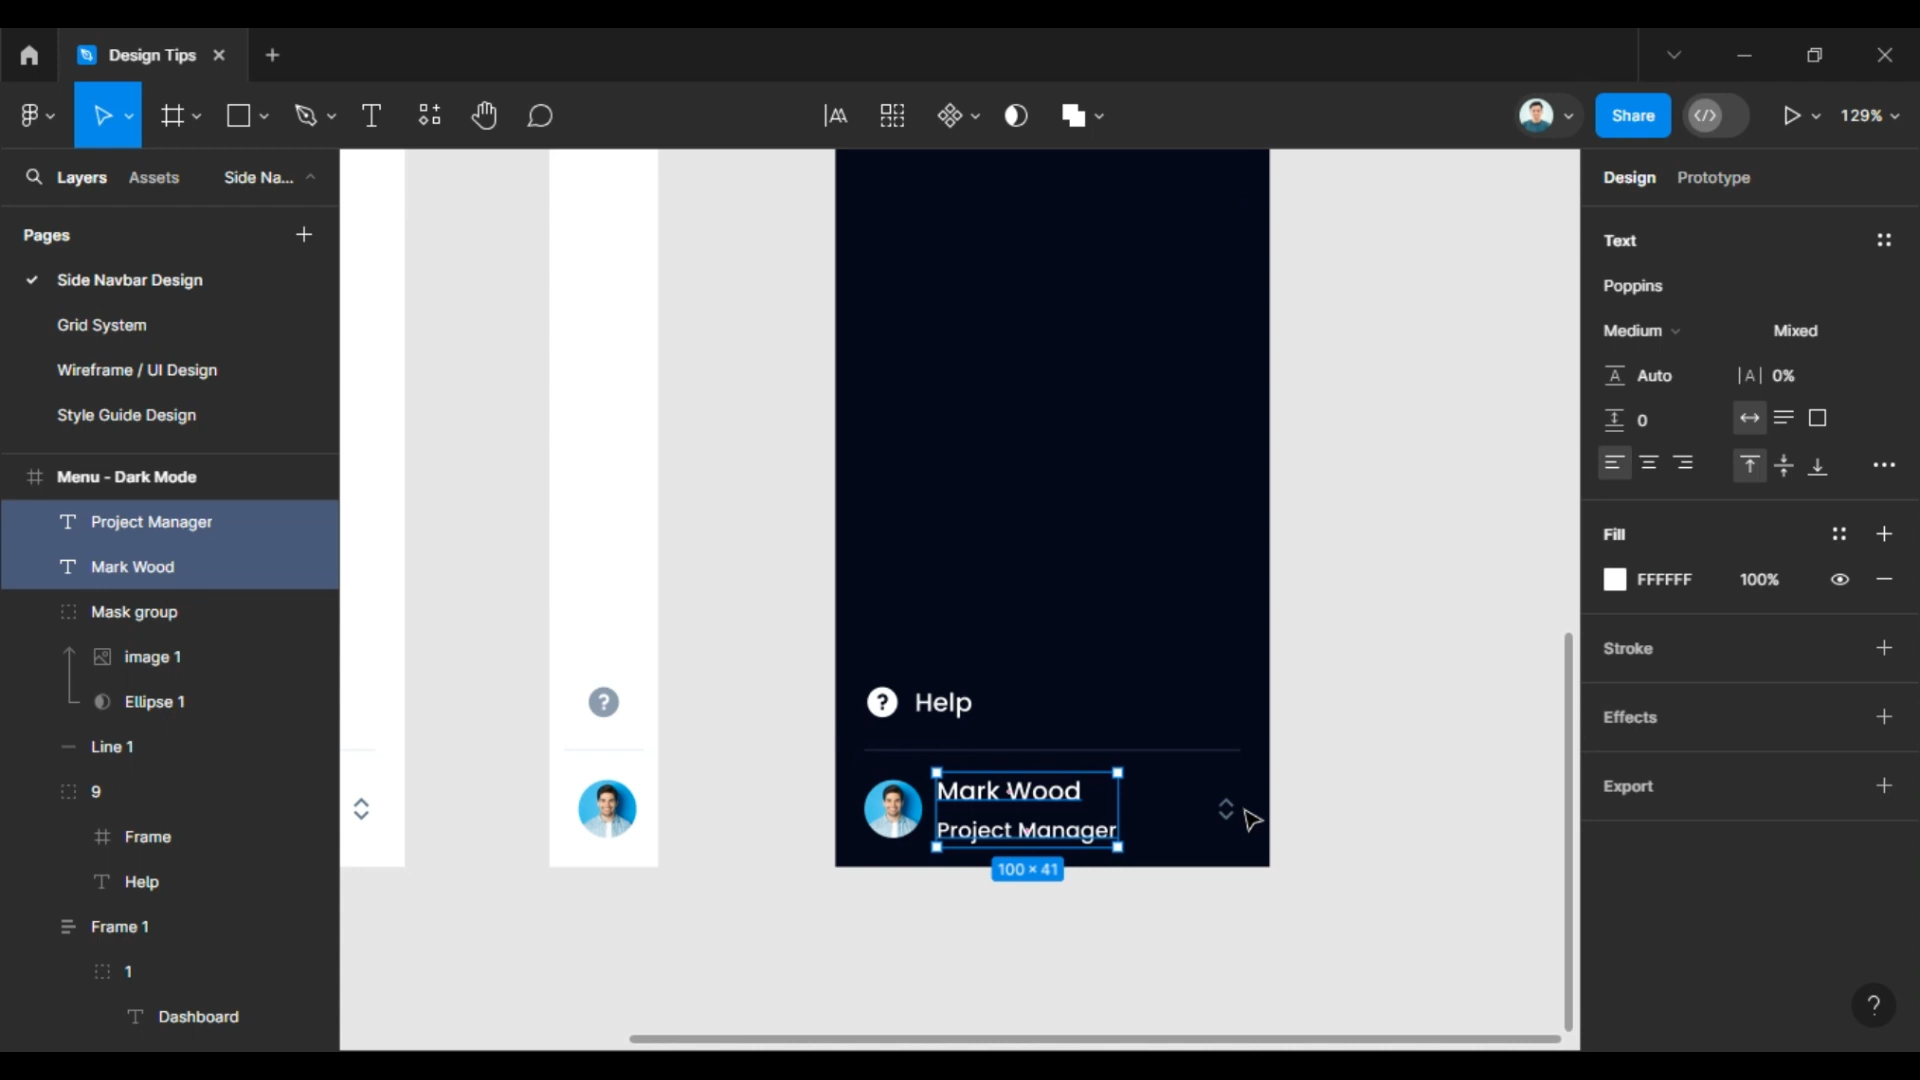 Design Tips
Share
129%
Layers
Assets
Side Na...
Design
Prototype
Pages
Side Navbar Design
Grid System
Wireframe / UI Design
Style Guide Design
Menu - Dark Mode
Project Manager
Mark Wood
Mask group
image 1
Ellipse 1
Line 1
9
Frame
Help
Frame 1
1
Dashboard
?
? Help
Mark Wood
Project Manager
100 × 41
Text
Poppins
Medium
Mixed
Auto
0%
0
Fill
FFFFFF
100%
Stroke
Effects
Export
?